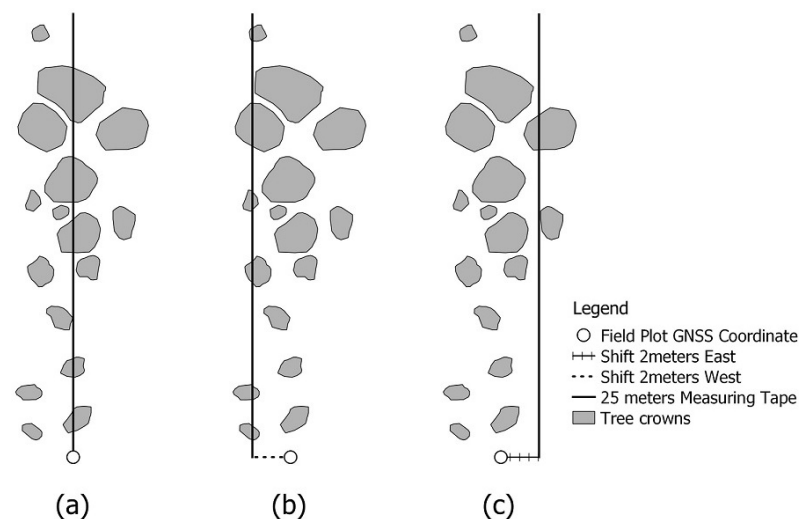 Legend
Field Plot GNSS Coordinate
Shift 2meters East
Shift 2meters West
25 meters Measuring Tape
Tree crowns
(a)
(b)
(c)